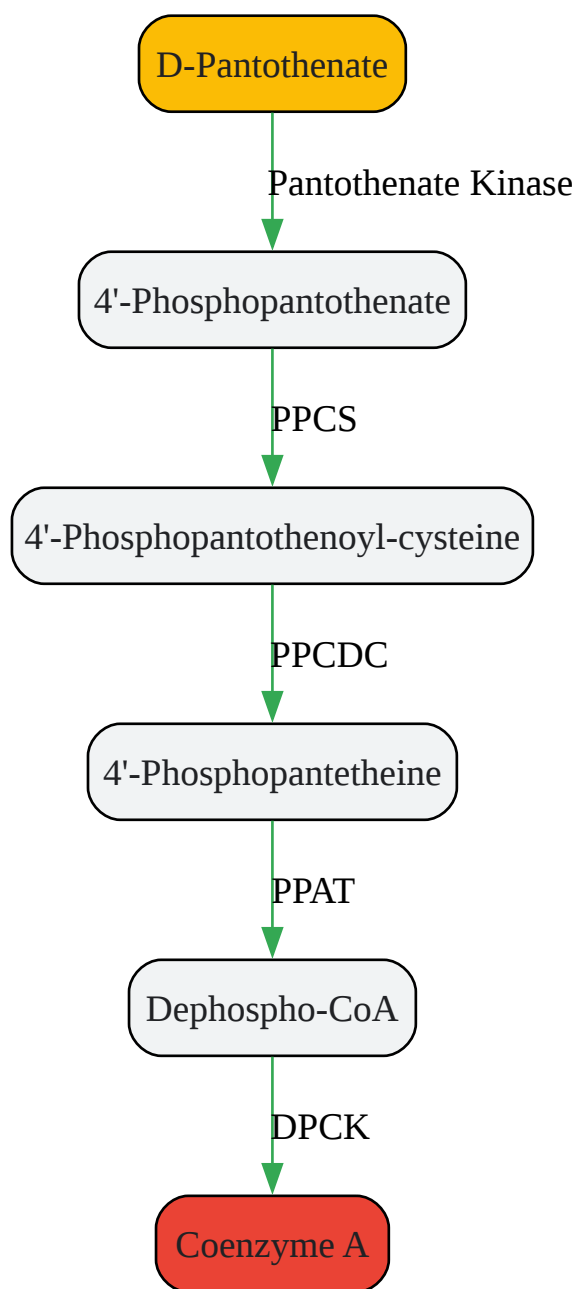 D-Pantothenate
Pantothenate Kinase
4'-Phosphopantothenate
PPCS
4'-Phosphopantothenoyl-cysteine
PPCDC
4'-Phosphopantetheine
PPAT
Dephospho-CoA
DPCK
Coenzyme A